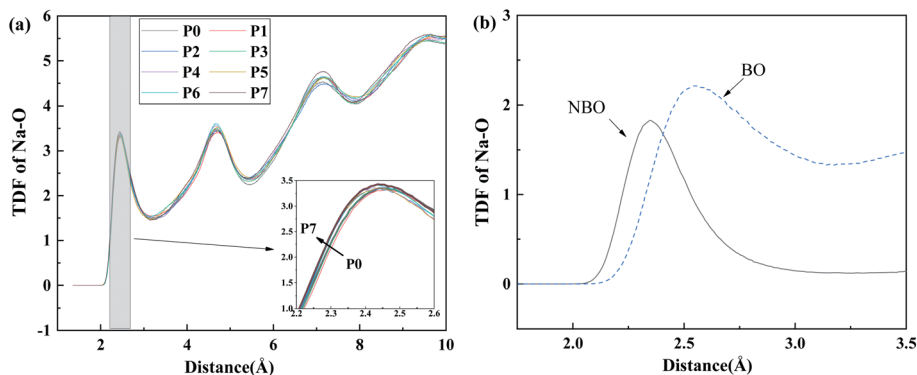 (a)
P0 P1
P2 P3
P4 P5
P6 P7
TDF of Na-O
6
5
4
3
2
1
0
-1
2 4 6 8 10
Distance(Å)
3.5
3.0
2.5
2.0
1.5
1.0
P7
P0
2.2 2.3 2.4 2.5 2.6
(b)
TDF of Na-O
3
2
1
0
NBO
BO
2.0 2.5 3.0 3.5
Distance(Å)